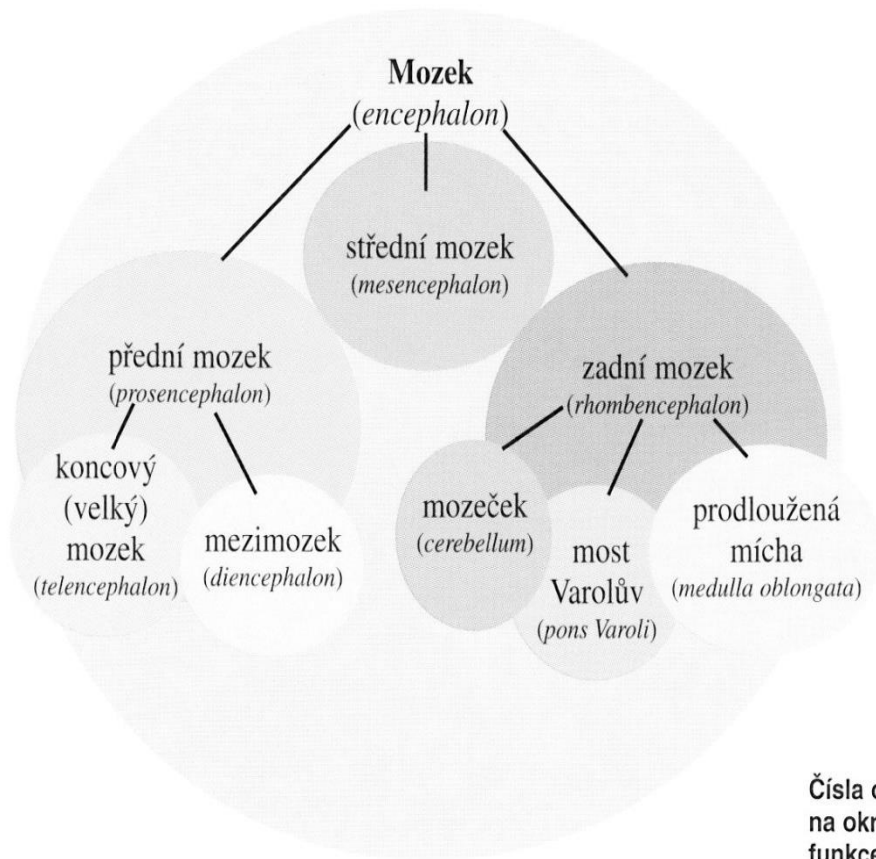 Mozek
(encephalon)
střední mozek
(mesencephalon)
přední mozek
(prosencephalon)
zadní mozek
(rhombencephalon)
koncový
(velký)
mozek
(telencephalon)
mezimozek
(diencephalon)
mozeček
(cerebellum)
most
Varolův
(pons Varoli)
prodloužená
mícha
(medulla oblongata)
Čísla
na
funkce